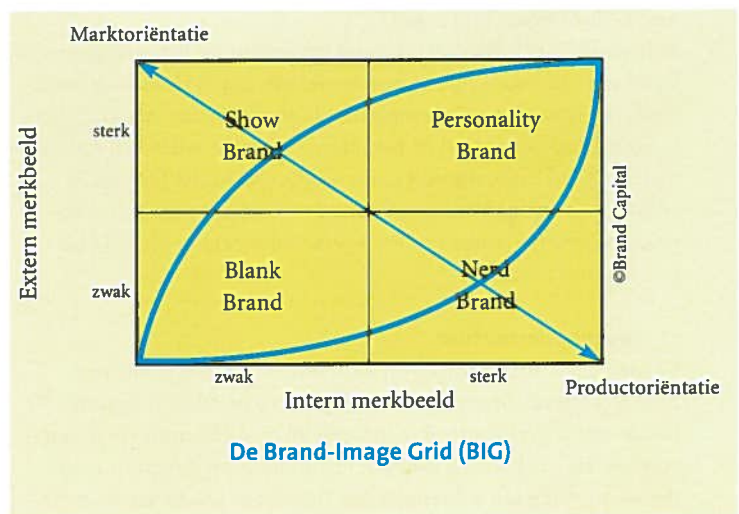 Marktoriëntatie
Extern merkbeeld
sterk
zwak
Show
Brand
Personality
Brand
Blank
Brand
Nerd
Brand
©Brand Capital
zwak
sterk
Intern merkbeeld
Productoriëntatie
De Brand-Image Grid (BIG)